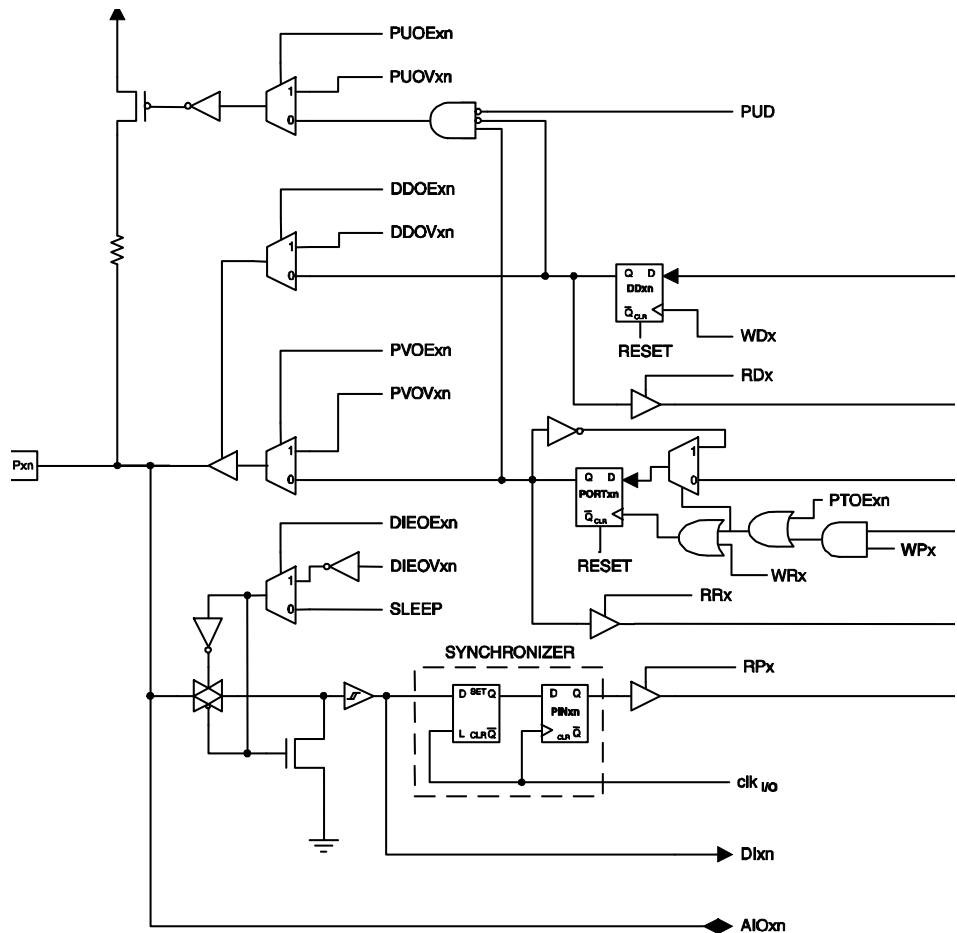 PUOExn
PUOVxn
1
0
PUD
DDOExn
DDOVxn
1
0
Q D
DDxn
Q CLR
WDx
RESET
RDx
PVOExn
PVOVxn
1
0
Pxn
1
0
Q D
PORTxn
Q CLR
PTOExn
WPx
WRx
RESET
RRx
DIEOExn
DIEOVxn
1
0
SLEEP
SYNCHRONIZER
D SET Q
L CLR Q
D Q
PINxn
CLR Q
RPx
clk I/O
DIxn
AIOxn